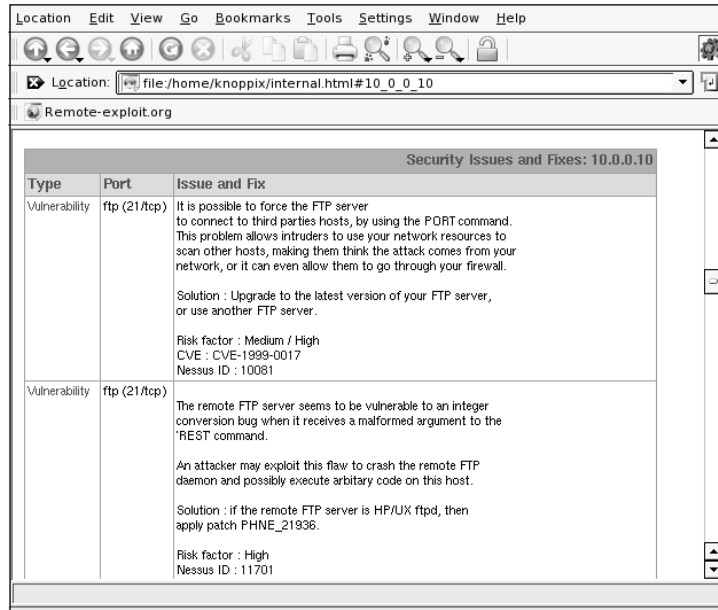 Location Edit View Go Bookmarks Tools Settings Window Help
Location: file:/home/knoppix/internal.html#10_0_0_10
Remote-exploit.org
Security Issues and Fixes: 10.0.0.10
Type Port Issue and Fix
Vulnerability ftp (21/tcp) It is possible to force the FTP server
to connect to third parties hosts, by using the PORT command.
This problem allows intruders to use your network resources to
scan other hosts, making them think the attack comes from your
network, or it can even allow them to go through your firewall.
Solution : Upgrade to the latest version of your FTP server,
or use another FTP server.
Risk factor : Medium / High
CVE : CVE-1999-0017
Nessus ID : 10081
Vulnerability ftp (21/tcp)
The remote FTP server seems to be vulnerable to an integer
conversion bug when it receives a malformed argument to the
'REST' command.
An attacker may exploit this flaw to crash the remote FTP
daemon and possibly execute arbitary code on this host.
Solution : if the remote FTP server is HP/UX ftpd, then
apply patch PHNE_21936.
Risk factor : High
Nessus ID : 11701